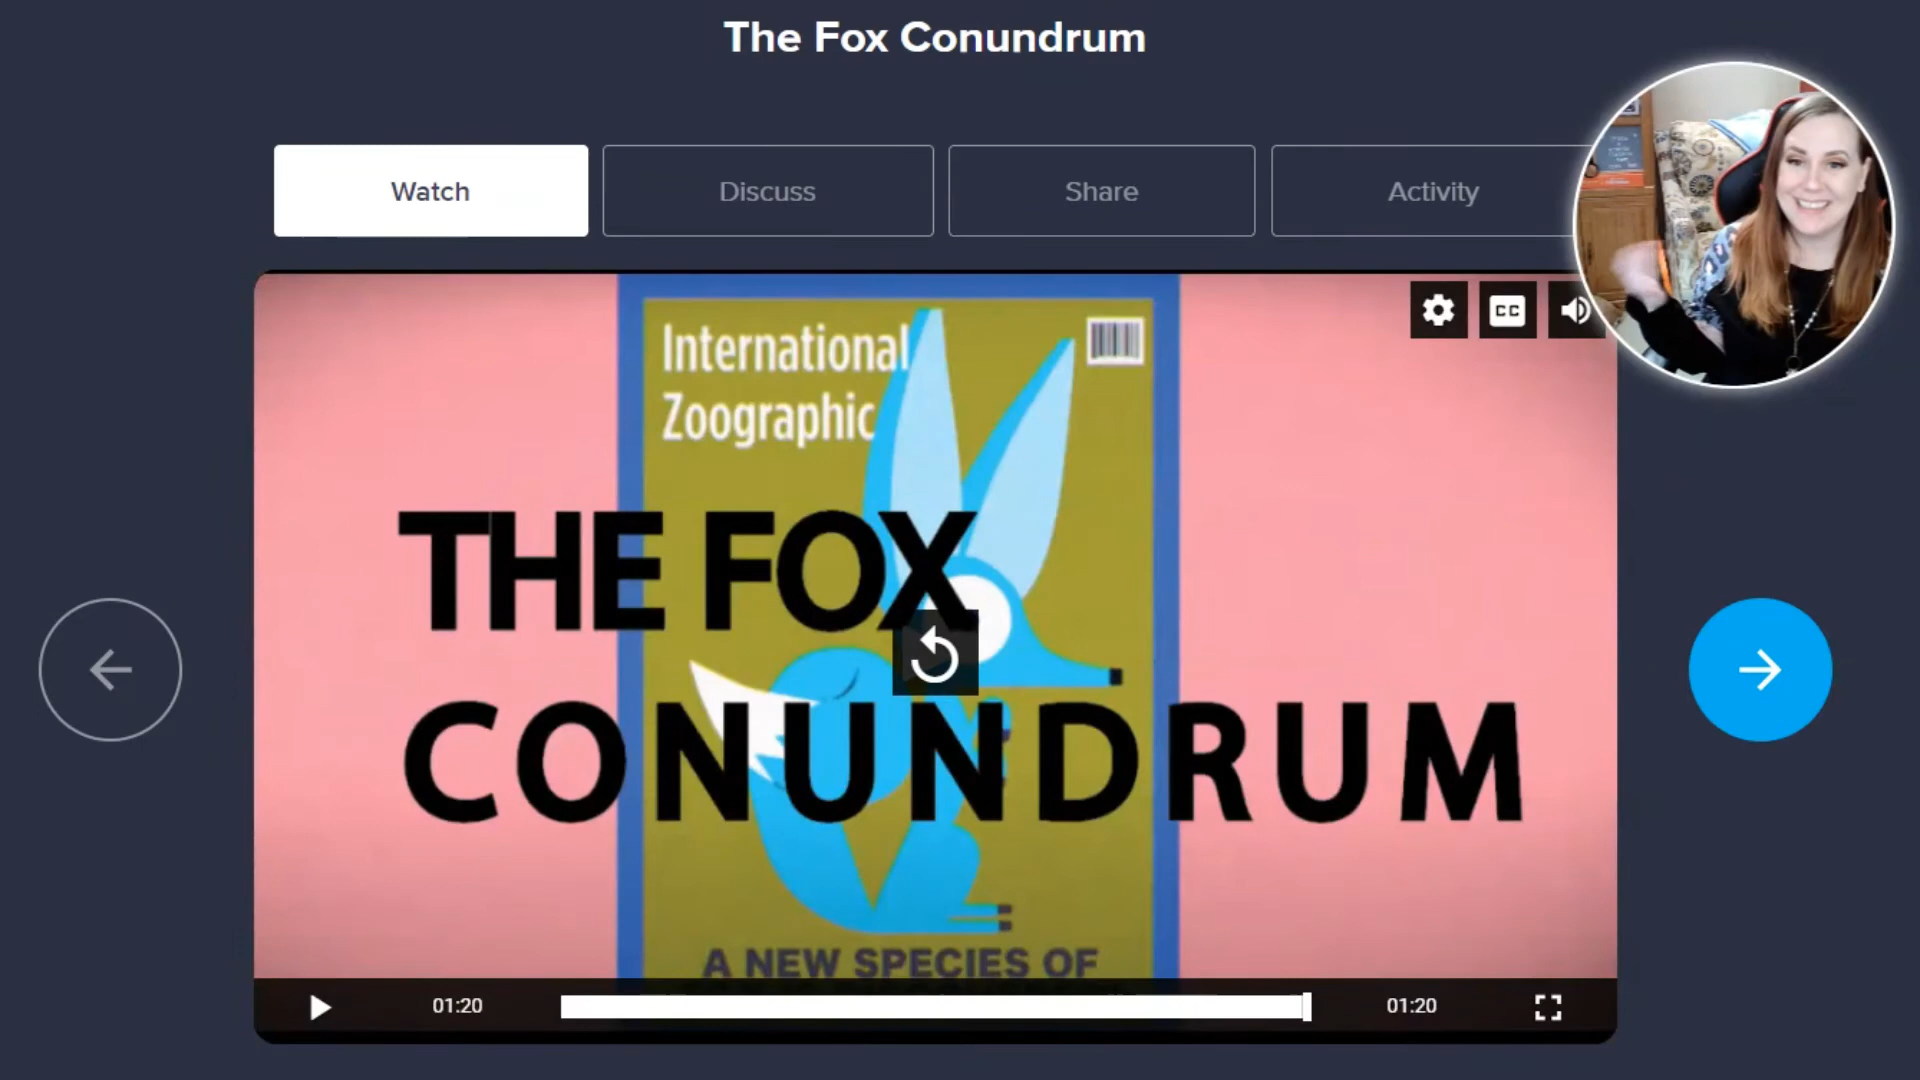 The Fox Conundrum
Watch
Discuss
Share
Activity
International
Zoographic
CC
THE FOX
CONUNDRUM
A NEW SPECIES OF
01:20
01:20